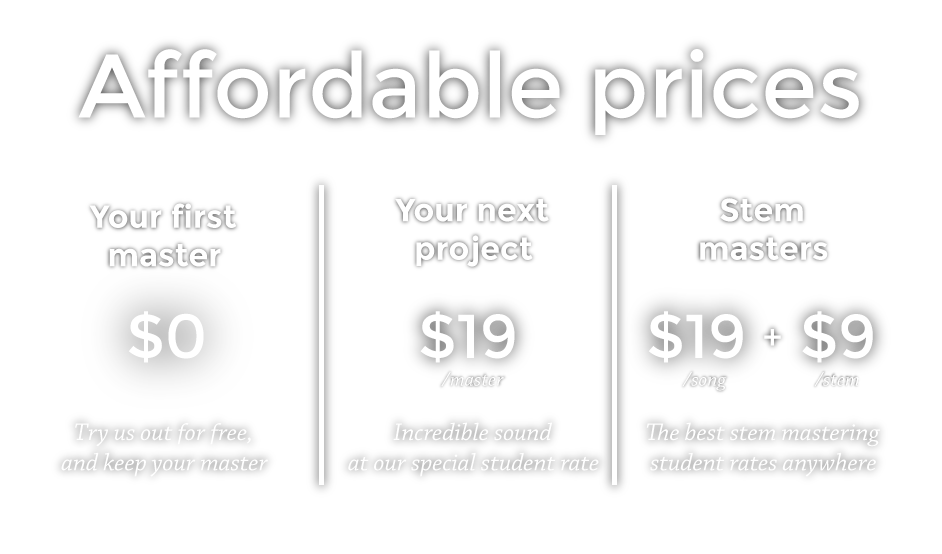 Affordable prices
Your first
master
$0
Try us out for free,
and keep your master
Your next
project
$19
/master
Incredible sound
at our special student rate
Stem
masters
$19 + $9
/song /stem
The best stem mastering
student rates anywhere